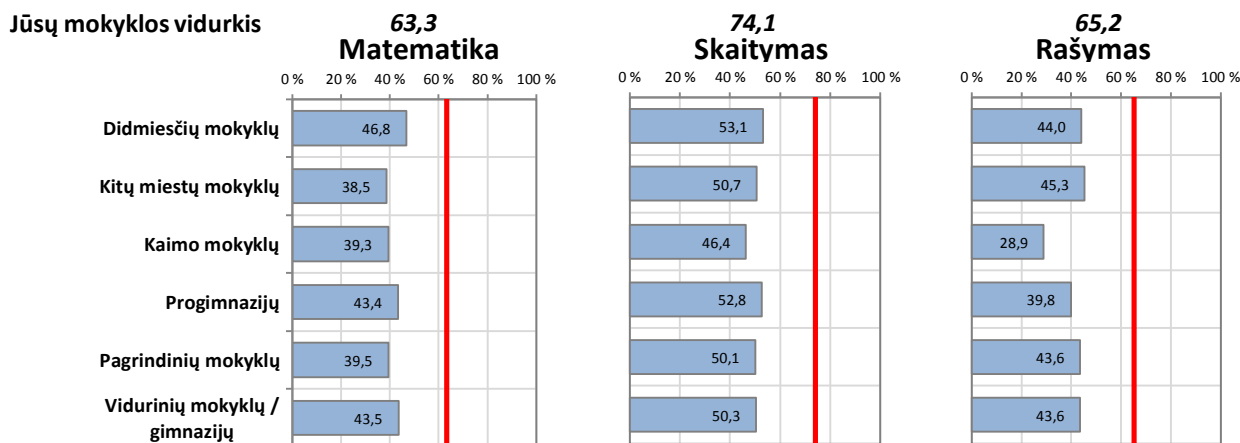 Jūsų mokyklos vidurkis 63,3 74,1 65,2
Matematika Skaitymas Rašymas
0 % 20 % 40 % 60 % 80 % 100 % 0 % 20 % 40 % 60 % 80 % 100 % 0 % 20 % 40 % 60 % 80 % 100 %
Didmiesčių mokyklų 46,8 53,1 44,0
Kitų miestų mokyklų 38,5 50,7 45,3
Kaimo mokyklų 39,3 46,4 28,9
Progimnazijų 43,4 52,8 39,8
Pagrindinių mokyklų 39,5 50,1 43,6
Vidurinių mokyklų /
gimnazijų 43,5 50,3 43,6